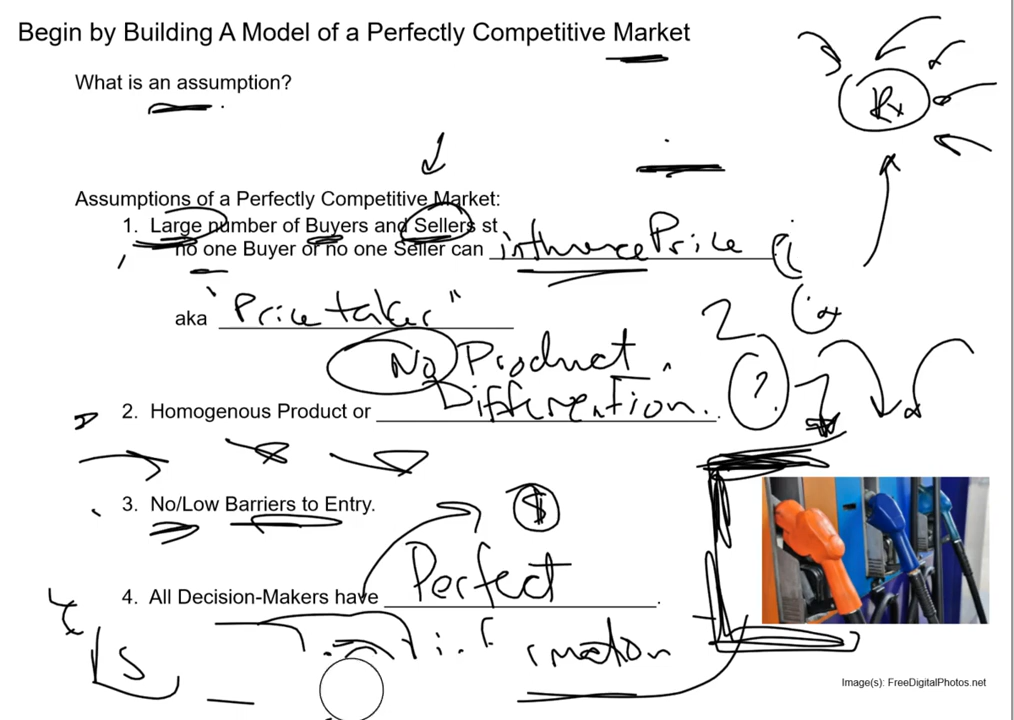 Begin by Building A Model of a Perfectly Competitive Market
What is an assumption?
Rx
Assumptions of a Perfectly Competitive Market:
1. Large number of Buyers and Sellers st
no one Buyer or no one Seller can Price
aka "Price taker"
No Product
2. Homogenous Product or
?
3. No/Low Barriers to Entry.
$
4. All Decision-Makers have Perfect
S
Image(s): FreeDigitalPhotos.net